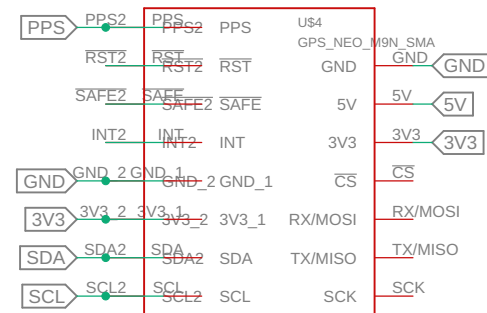 U$4
GPS_NEO_M9N_SMA
PPS PPS2 PPS PPS2 PPS GND GND GND
RST2 RST RST2 RST 5V 5V 5V
SAFE2 SAFE SAFE2 SAFE 3V3 3V3 3V3
INT2 INT INT2 INT CS CS
GND GND_2 GND_1 GND_2 GND_1 RX/MOSI RX/MOSI
3V3 3V3_2 3V3_1 3V3_2 3V3_1 TX/MISO TX/MISO
SDA SDA2 SDA SDA2 SDA SCK SCK
SCL SCL2 SCL SCL2 SCL